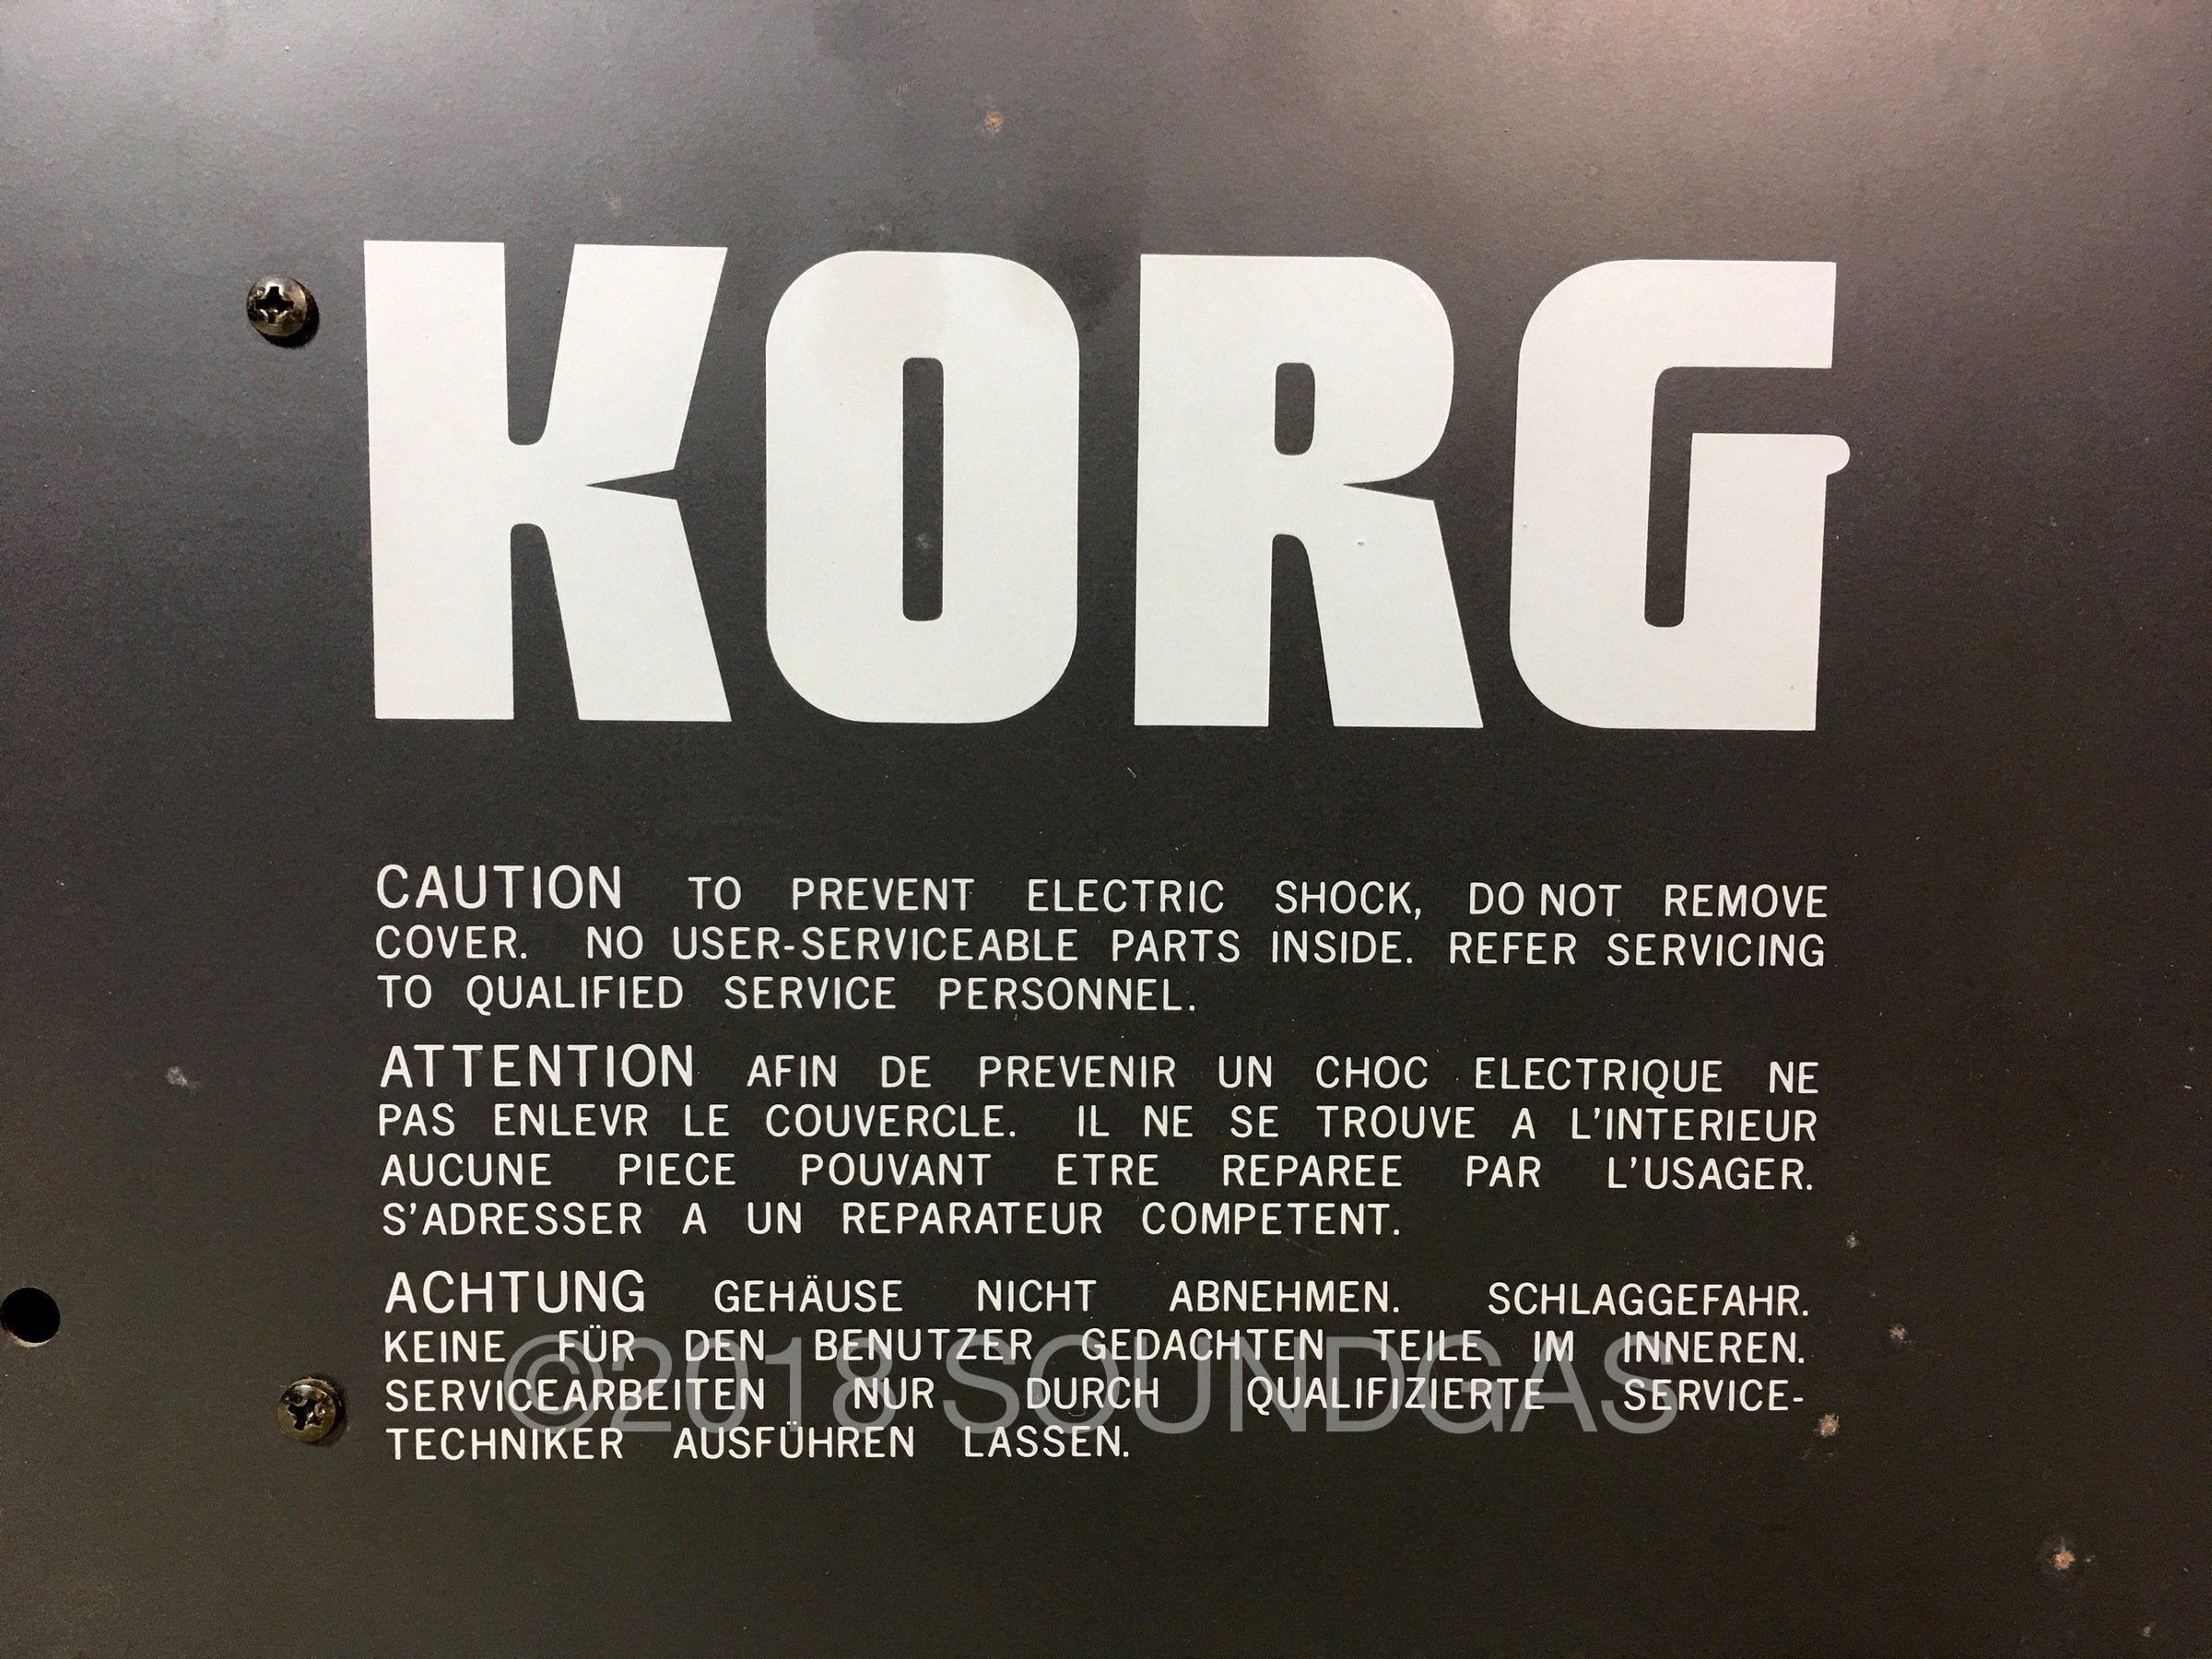 KORG
CAUTION TO PREVENT ELECTRIC SHOCK, DO NOT REMOVE
COVER. NO USER-SERVICEABLE PARTS INSIDE. REFER SERVICING
TO QUALIFIED SERVICE PERSONNEL.
ATTENTION AFIN DE PREVENIR UN CHOC ELECTRIQUE NE
PAS ENLEVR LE COUVERCLE. IL NE SE TROUVE A L'INTERIEUR
AUCUNE PIECE POUVANT ETRE REPAREE PAR L'USAGER.
S'ADRESSER A UN REPARATEUR COMPETENT.
ACHTUNG GEHÄUSE NICHT ABNEHMEN. SCHLAGGEFAHR.
KEINE FÜR DEN BENUTZER GEDACHTEN TEILE IM INNEREN.
SERVICEARBEITEN NUR DURCH QUALIFIZIERTE SERVICE-
TECHNIKER AUSFÜHREN LASSEN.
©2018 SOUNDGAS